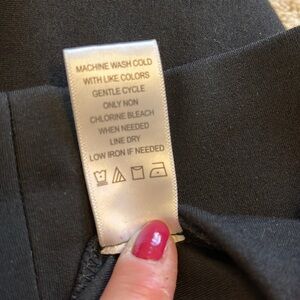 MACHINE WASH COLD
WITH LIKE COLORS
GENTLE CYCLE
ONLY NON
CHLORINE BLEACH
WHEN NEEDED
LINE DRY
LOW IRON IF NEEDED